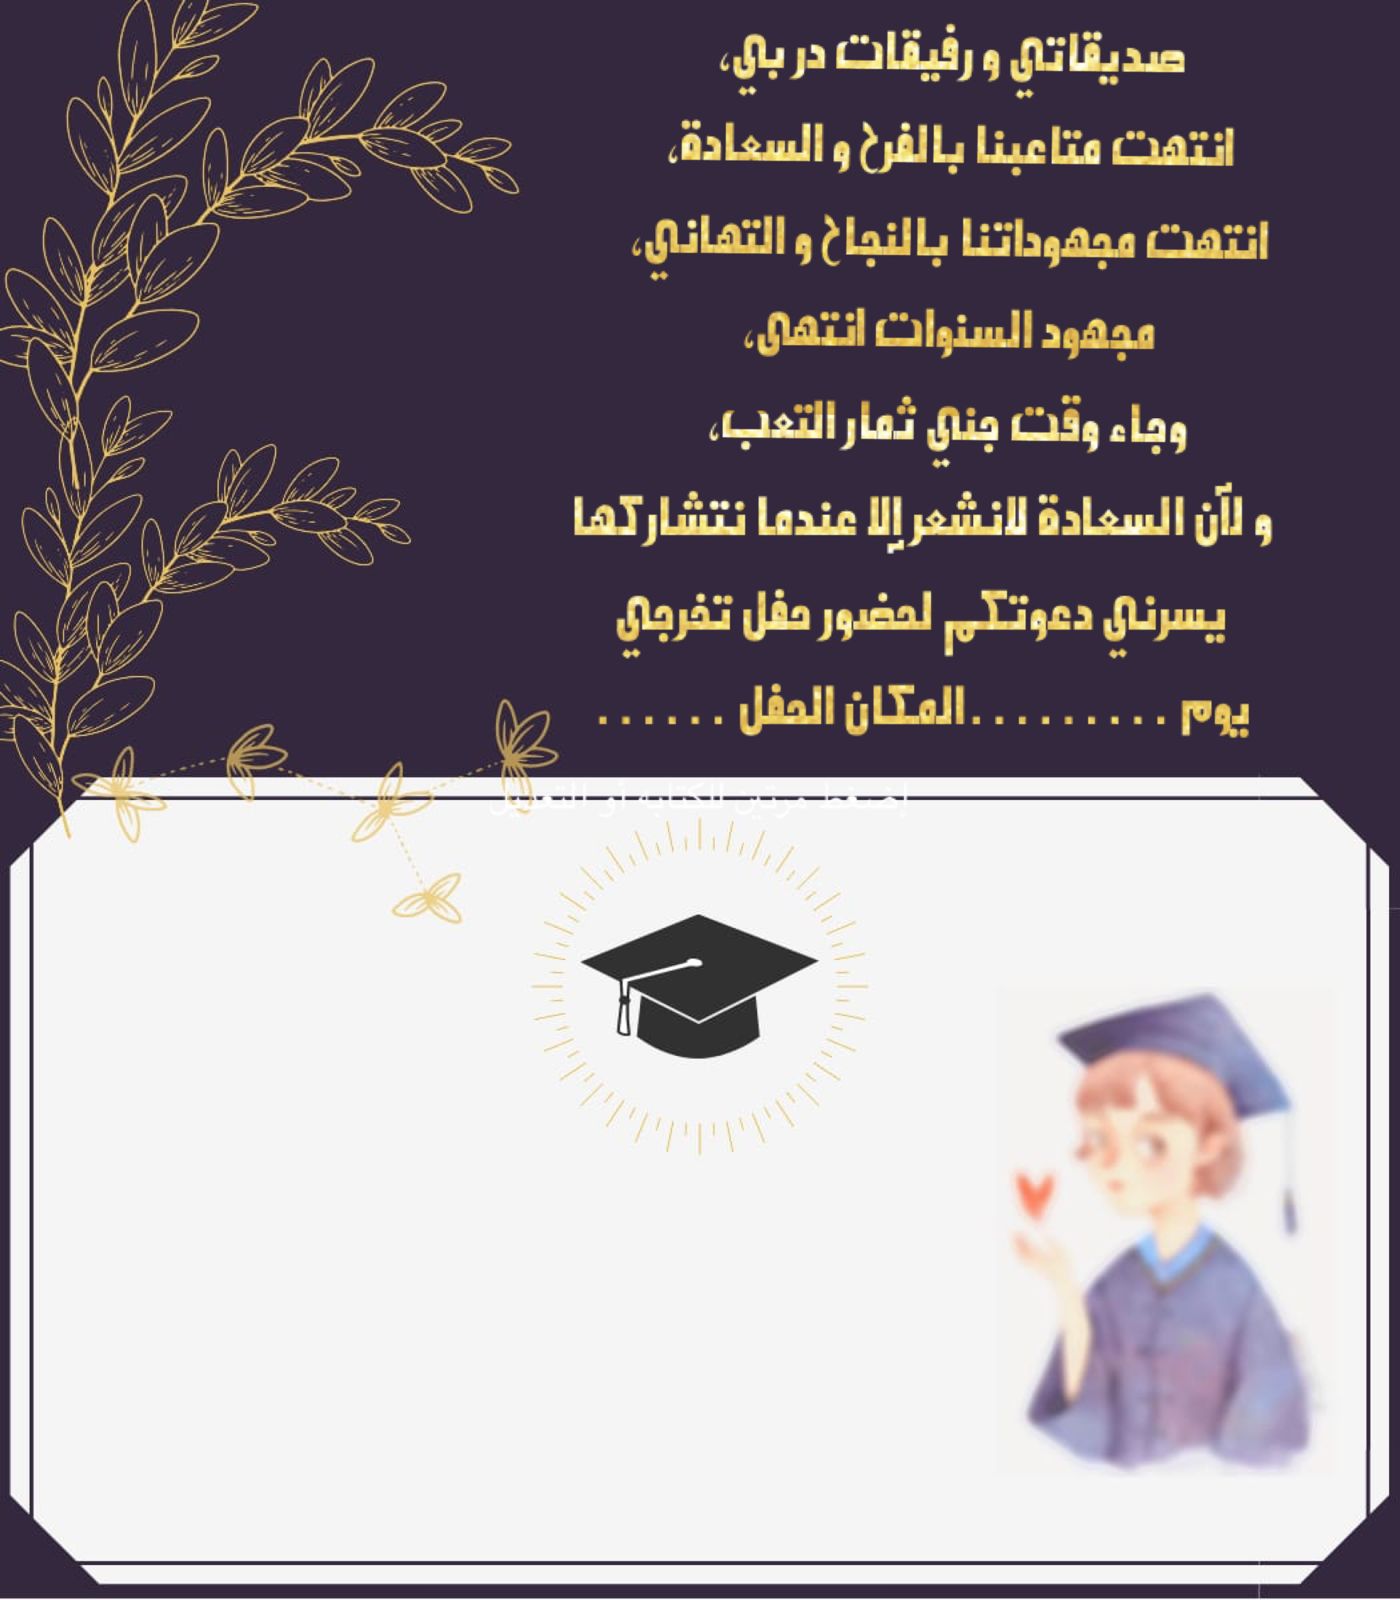 صديقاتي و رفيقات دربي،
انتهت متاعبنا بالفرح و السعادة،
انتهت مجهوداتنا بالنجاح و التهاني،
مجهود السنوات انتهى،
وجاء وقت جني ثمار التعب،
و لآن السعادة لانشعر إلا عندما نتشاركها
يسرني دعوتكم لحضور حفل تخرجي
يوم .........المكان الحفل ......
إضغط مرتين للكتابة أو التعديل